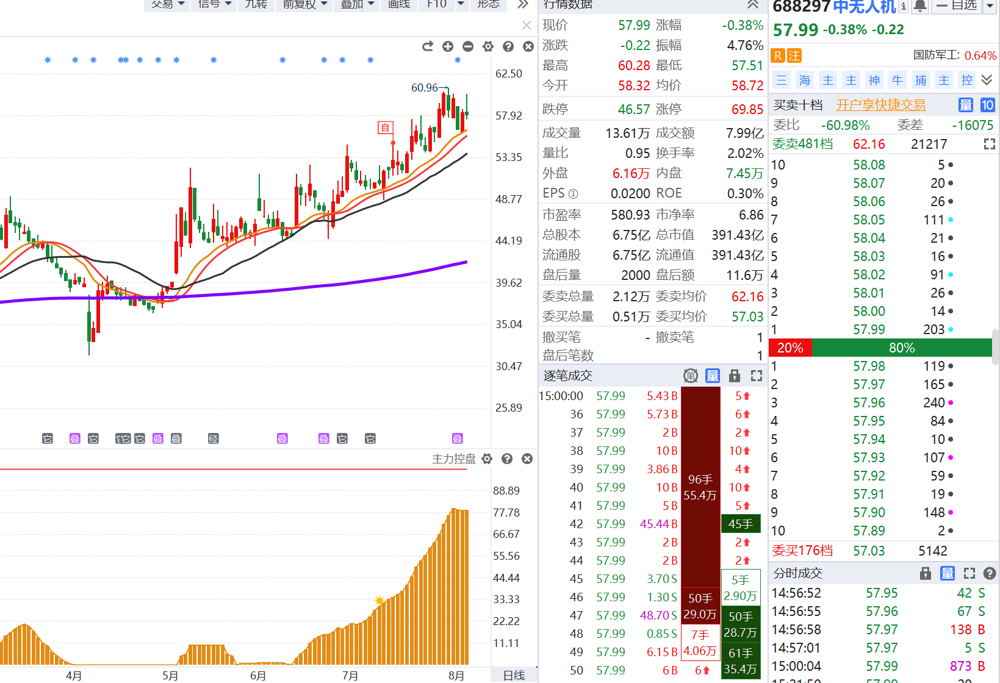 交易 信号 九转 前复权 叠加 画线 F10 形态
60.96→
自
62.50
57.92
53.35
48.77
44.19
39.62
35.04
30.47
25.89
它 叠 它 它 它 叠 叠 经 叠 叠 它 它 叠
主力控盘
88.89
77.78
66.67
55.56
44.44
33.33
22.22
11.11
4月 5月 6月 7月 8月 日线
行情数据
现价 57.99 涨幅 -0.38%
涨跌 -0.22 振幅 4.76%
最高 60.28 最低 57.51
今开 58.32 均价 58.72
跌停 46.57 涨停 69.85
成交量 13.61万 成交额 7.99亿
量比 0.95 换手率 2.02%
外盘 6.16万 内盘 7.45万
EPS ① 0.0200 ROE 0.30%
市盈率 580.93 市净率 6.86
总股本 6.75亿 总市值 391.43亿
流通股 6.75亿 流通值 391.43亿
盘后量 2000 盘后额 11.6万
委卖总量 2.12万 委卖均价 62.16
委买总量 0.51万 委买均价 57.03
撤买笔 - 撤卖笔 1
盘后笔数 1
逐笔成交 单 量
15:00:00 57.99 5.43 B 5
36 57.99 5.73 B 6
37 57.99 2 B 2
38 57.99 10 B 10
39 57.99 3.86 B 4
40 57.99 10 B 10
41 57.99 5 B 5
42 57.99 45.44 B 45手
43 57.99 2 B 2
44 57.99 2 B 2
45 57.99 3.70 S
46 57.99 1.30 S
47 57.99 48.70 S
48 57.99 0.85 S
49 57.99 6.15 B
50 57.99 6 B 6
96手
55.4万
50手
29.0万
7手
4.06万
5手
2.90万
50手
28.7万
61手
35.4万
688297 中无人机 自选
57.99 -0.38% -0.22
R 注 国防军工: 0.64%
三 海 主 主 神 牛 捕 主 控
买卖十档 开户享快捷交易 量 10
委比 -60.98% 委差 -16075
委卖481档 62.16 21217
10 58.08 5
9 58.07 20
8 58.06 26
7 58.05 111
6 58.04 21
5 58.03 16
4 58.02 91
3 58.01 26
2 58.00 14
1 57.99 203
20% 80%
1 57.98 119
2 57.97 165
3 57.96 240
4 57.95 84
5 57.94 10
6 57.93 107
7 57.92 59
8 57.91 19
9 57.90 148
10 57.89 2
委买176档 57.03 5142
分时成交 量
14:56:52 57.95 42 S
14:56:55 57.96 67 S
14:56:58 57.97 138 B
14:57:01 57.97 5 S
15:00:04 57.99 873 B